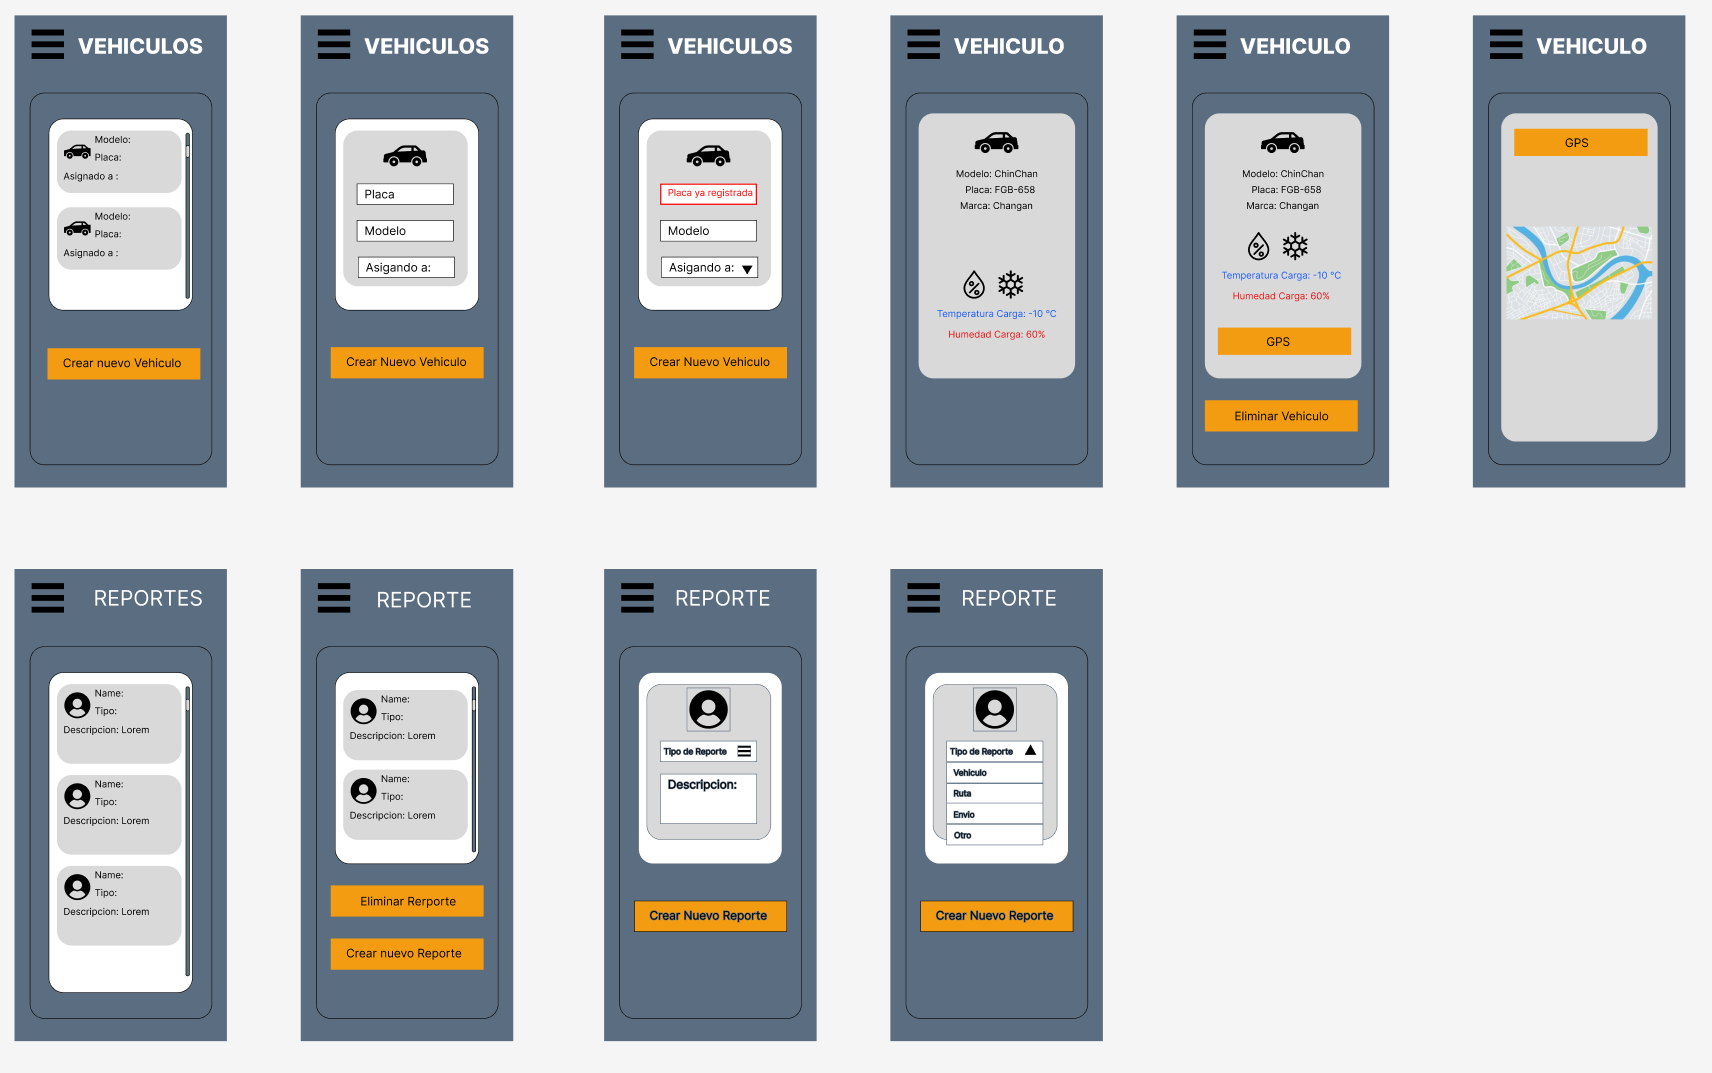 VEHICULOS
Modelo:
Placa:
Asignado a :
Modelo:
Placa:
Asignado a :
Crear nuevo Vehiculo
VEHICULOS
Placa
Modelo
Asigando a:
Crear Nuevo Vehiculo
VEHICULOS
Placa ya registrada
Modelo
Asigando a:
Crear Nuevo Vehiculo
VEHICULO
Modelo: ChinChan
Placa: FGB-658
Marca: Changan
Temperatura Carga: -10 °C
Humedad Carga: 60%
VEHICULO
Modelo: ChinChan
Placa: FGB-658
Marca: Changan
Temperatura Carga: -10 °C
Humedad Carga: 60%
GPS
Eliminar Vehiculo
VEHICULO
GPS
REPORTES
Name:
Tipo:
Descripcion: Lorem
Name:
Tipo:
Descripcion: Lorem
Name:
Tipo:
Descripcion: Lorem
REPORTE
Name:
Tipo:
Descripcion: Lorem
Name:
Tipo:
Descripcion: Lorem
Eliminar Rerporte
Crear nuevo Reporte
REPORTE
Tipo de Reporte
Descripcion:
Crear Nuevo Reporte
REPORTE
Tipo de Reporte
Vehiculo
Ruta
Envio
Otro
Crear Nuevo Reporte